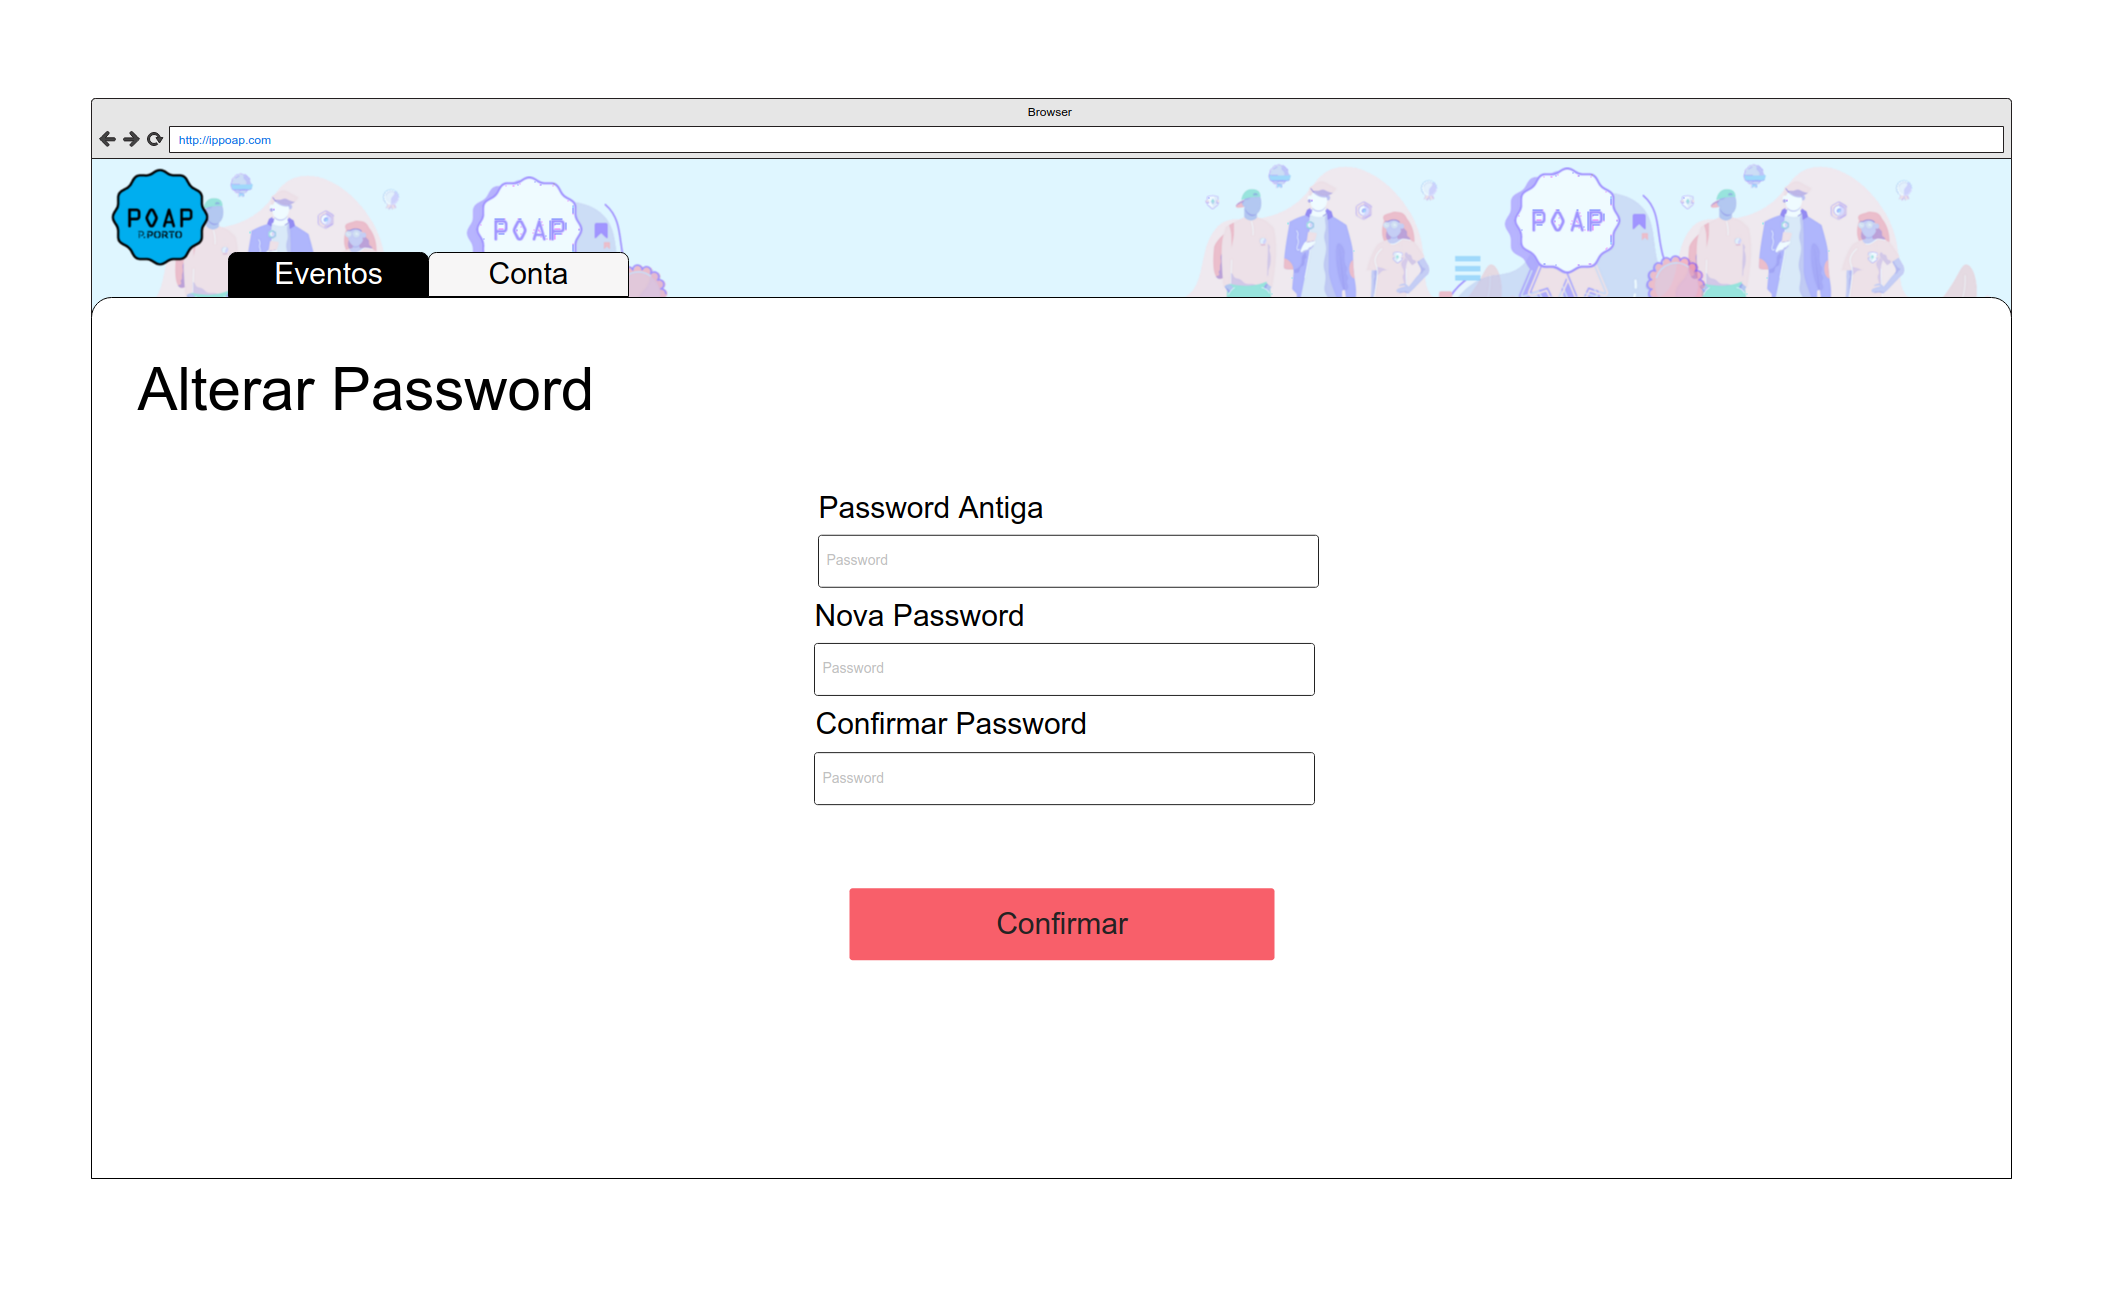 Browser
http://ippoap.com
POAP
P.PORTO
POAP
POAP
Eventos
Conta
Alterar Password
Password Antiga
Password
Nova Password
Password
Confirmar Password
Password
Confirmar